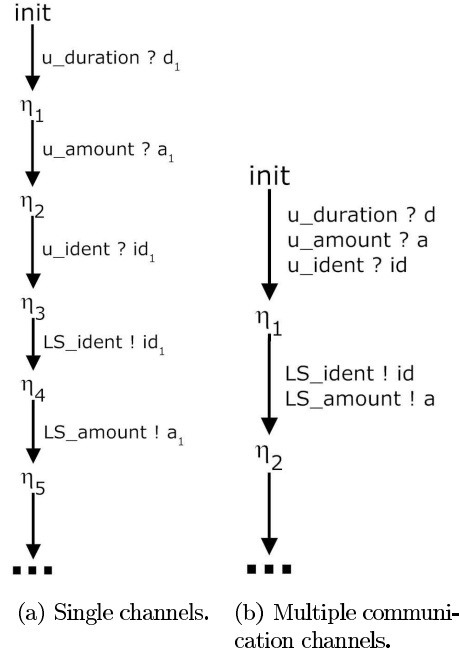 init
u_duration ? d₁
η₁
u_amount ? a₁
η₂
u_ident ? id₁
η₃
LS_ident ! id₁
η₄
LS_amount ! a₁
η₅
...
(a) Single channels.
init
u_duration ? d
u_amount ? a
u_ident ? id
η₁
LS_ident ! id
LS_amount ! a
η₂
...
(b) Multiple communi-
cation channels.